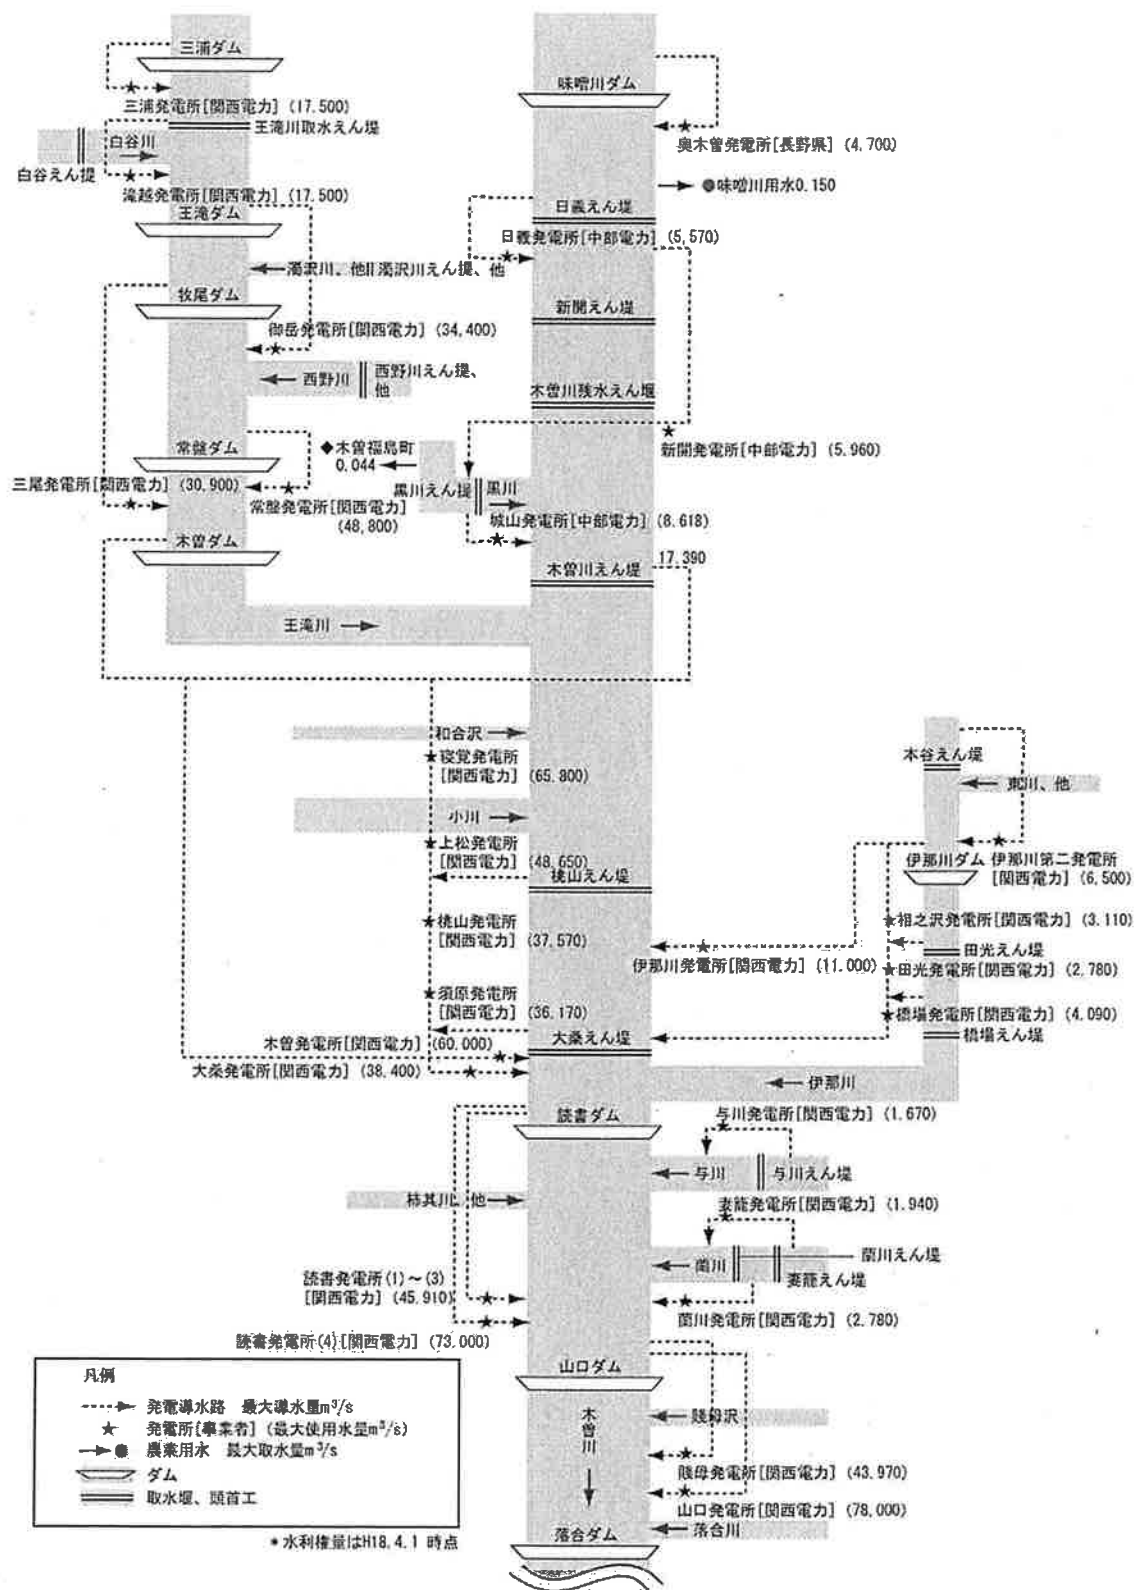 三浦ダム
三浦発電所[関西電力] (17.500)
王滝川取水えん堤
白谷川
白谷えん提
滝越発電所[関西電力] (17.500)
王滝ダム
濁沢川、他
濁沢川えん提、他
牧尾ダム
御岳発電所[関西電力] (34,400)
西野川
西野川えん提、
他
常盤ダム
三尾発電所[関西電力] (30,900)
常盤発電所[関西電力]
(48,800)
木曽ダム
王滝川
味噌川ダム
奥木曽発電所[長野県] (4.700)
●味噌川用水0.150
日義えん堤
日義発電所[中部電力] (5,570)
新開えん堤
木曽川残水えん堰
新開発電所[中部電力] (5.960)
◆木曽福島町
0.044
黒川えん提
黒川
城山発電所[中部電力] (8.618)
17.390
木曽川えん堤
和合沢
★寝覚発電所
[関西電力] (65.800)
小川
★上松発電所
[関西電力] (48,650)
桃山えん堤
★桃山発電所
[関西電力] (37,570)
★須原発電所
[関西電力] (36.170)
大桑えん堤
木曽発電所[関西電力] (60.000)
大桑発電所[関西電力] (38.400)
本谷えん堤
東川、他
伊那川ダム
伊那川第二発電所
[関西電力] (6,500)
★相之沢発電所[関西電力] (3.110)
田光えん堤
伊那川発電所[関西電力] (11.000)
★田光発電所[関西電力] (2.780)
★橋場発電所[関西電力] (4.090)
橋場えん堤
伊那川
読書ダム
与川発電所[関西電力] (1.670)
与川
与川えん堤
柿其川、他
妻籠発電所[関西電力] (1.940)
蘭川
蘭川えん堤
妻籠えん堤
読書発電所(1)～(3)
[関西電力] (45.910)
蘭川発電所[関西電力] (2.780)
読書発電所(4)[関西電力] (73.000)
山口ダム
木曽川
賤母沢
賤母発電所[関西電力] (43,970)
山口発電所[関西電力] (78,000)
落合ダム
落合川
凡例
発電導水路 最大導水量m³/s
★ 発電所[事業者] (最大使用水量m³/s)
農業用水 最大取水量m³/s
ダム
取水堰、頭首工
*水利権量はH18.4.1 時点